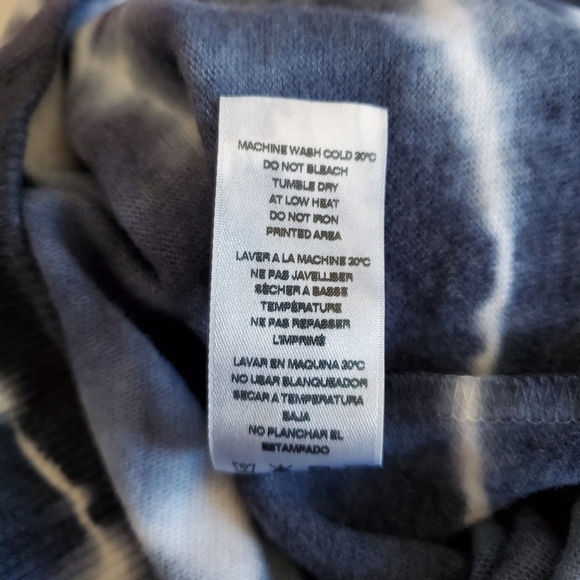 MACHINE WASH COLD 30°C
DO NOT BLEACH
TUMBLE DRY
AT LOW HEAT
DO NOT IRON
PRINTED AREA
LAVER A LA MACHINE 30°C
NE PAS JAVELLISER
SÉCHER A BASSE
TEMPÉRATURE
NE PAS REPASSER
L'IMPRIMÉ
LAVAR EN MAQUINA 30°C
NO USAR BLANQUEADOR
SECAR A TEMPERATURA
BAJA
NO PLANCHAR EL
ESTAMPADO